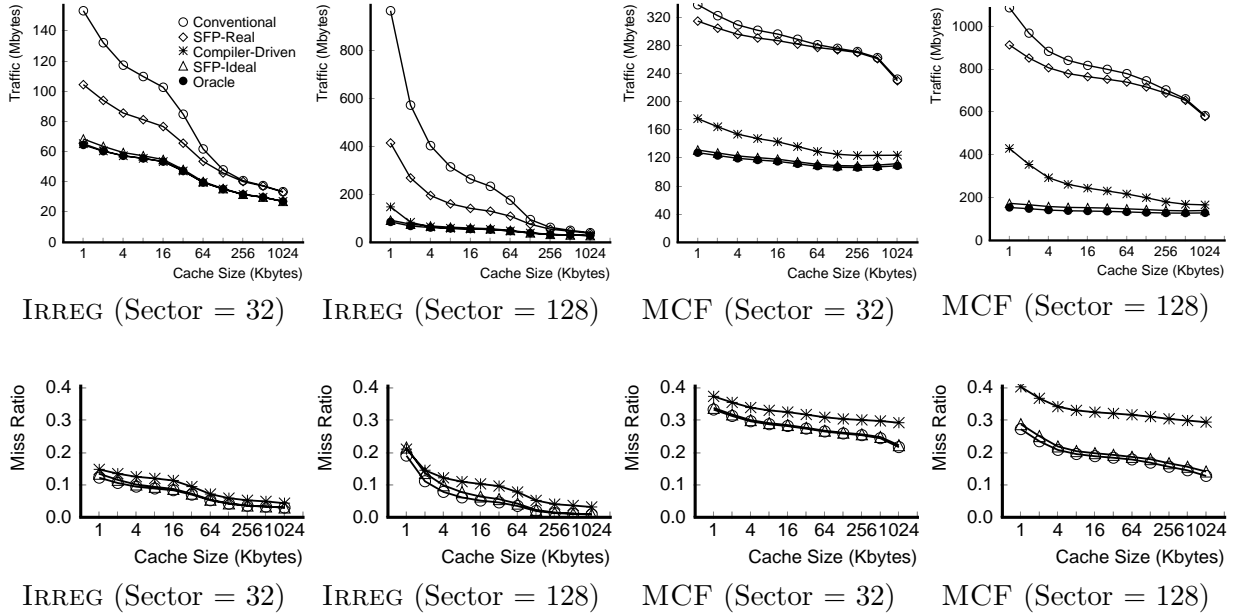 Traffic (Mbytes)
160
140
120
100
80
60
40
20
0
Conventional
SFP-Real
Compiler-Driven
SFP-Ideal
Oracle
1 4 16 64 256 1024
Cache Size (Kbytes)
IRREG (Sector = 32)
Traffic (Mbytes)
800
600
400
200
0
1 4 16 64 256 1024
Cache Size (Kbytes)
IRREG (Sector = 128)
Traffic (Mbytes)
320
280
240
200
160
120
80
40
0
1 4 16 64 256 1024
Cache Size (Kbytes)
MCF (Sector = 32)
Traffic (Mbytes)
1000
800
600
400
200
0
1 4 16 64 256 1024
Cache Size (Kbytes)
MCF (Sector = 128)
Miss Ratio
0.4
0.3
0.2
0.1
0.0
1 4 16 64 256 1024
Cache Size (Kbytes)
IRREG (Sector = 32)
Miss Ratio
0.4
0.3
0.2
0.1
0.0
1 4 16 64 256 1024
Cache Size (Kbytes)
IRREG (Sector = 128)
Miss Ratio
0.4
0.3
0.2
0.1
0.0
1 4 16 64 256 1024
Cache Size (Kbytes)
MCF (Sector = 32)
Miss Ratio
0.4
0.3
0.2
0.1
0.0
1 4 16 64 256 1024
Cache Size (Kbytes)
MCF (Sector = 128)